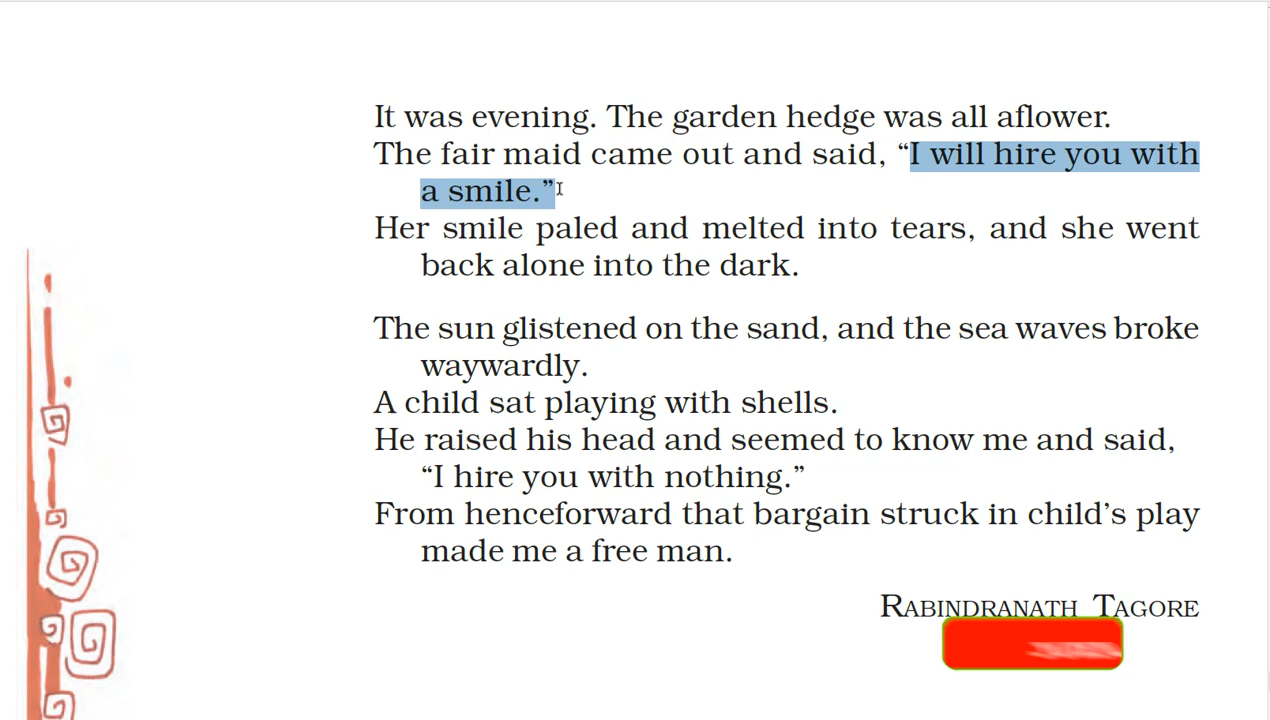 It was evening. The garden hedge was all aflower.
The fair maid came out and said, “I will hire you with
a smile.”
Her smile paled and melted into tears, and she went
back alone into the dark.
The sun glistened on the sand, and the sea waves broke
waywardly.
A child sat playing with shells.
He raised his head and seemed to know me and said,
“I hire you with nothing.”
From henceforward that bargain struck in child’s play
made me a free man.
RABINDRANATH TAGORE